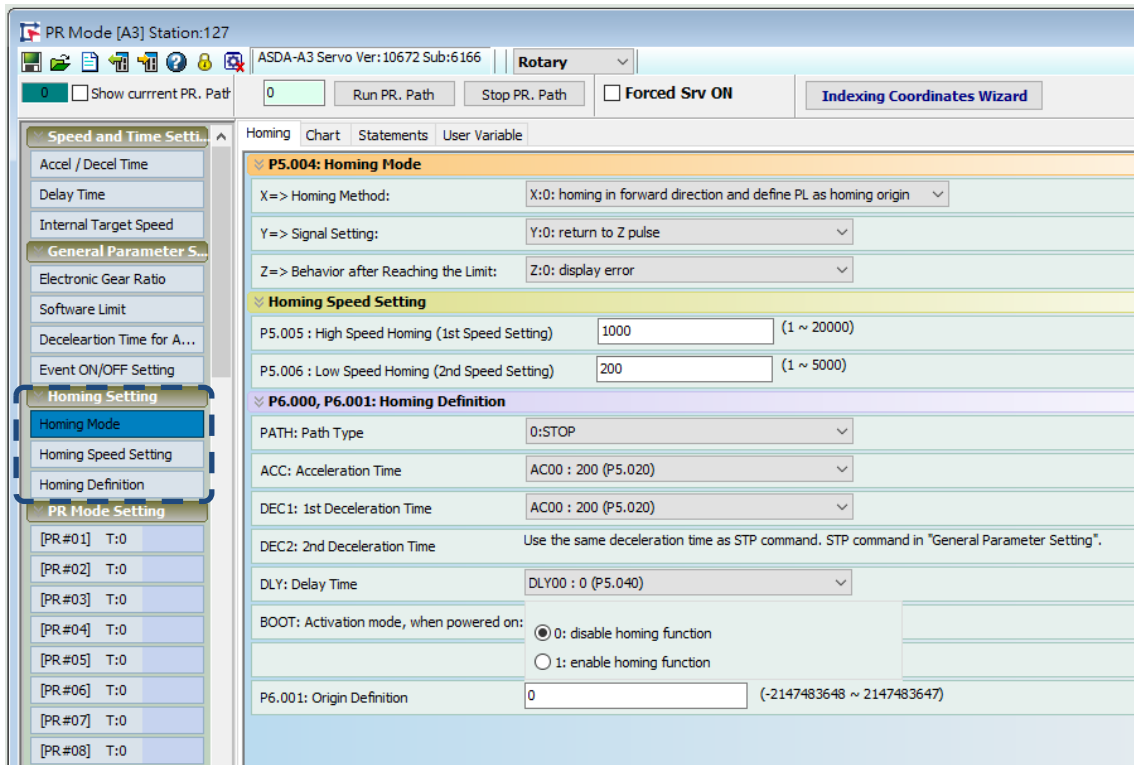 PR Mode [A3] Station:127
ASDA-A3 Servo Ver:10672 Sub:6166
Rotary
0
Show currrent PR. Path
0
Run PR. Path
Stop PR. Path
Forced Srv ON
Indexing Coordinates Wizard
Speed and Time Setti...
Accel / Decel Time
Delay Time
Internal Target Speed
General Parameter S...
Electronic Gear Ratio
Software Limit
Deceleartion Time for A...
Event ON/OFF Setting
Homing Setting
Homing Mode
Homing Speed Setting
Homing Definition
PR Mode Setting
[PR#01] T:0
[PR#02] T:0
[PR#03] T:0
[PR#04] T:0
[PR#05] T:0
[PR#06] T:0
[PR#07] T:0
[PR#08] T:0
Homing Chart Statements User Variable
P5.004: Homing Mode
X=> Homing Method: X:0: homing in forward direction and define PL as homing origin
Y=> Signal Setting: Y:0: return to Z pulse
Z=> Behavior after Reaching the Limit: Z:0: display error
Homing Speed Setting
P5.005 : High Speed Homing (1st Speed Setting) 1000 (1 ~ 20000)
P5.006 : Low Speed Homing (2nd Speed Setting) 200 (1 ~ 5000)
P6.000, P6.001: Homing Definition
PATH: Path Type 0:STOP
ACC: Acceleration Time AC00 : 200 (P5.020)
DEC1: 1st Deceleration Time AC00 : 200 (P5.020)
DEC2: 2nd Deceleration Time Use the same deceleration time as STP command. STP command in "General Parameter Setting".
DLY: Delay Time DLY00 : 0 (P5.040)
BOOT: Activation mode, when powered on:
0: disable homing function
1: enable homing function
P6.001: Origin Definition 0 (-2147483648 ~ 2147483647)